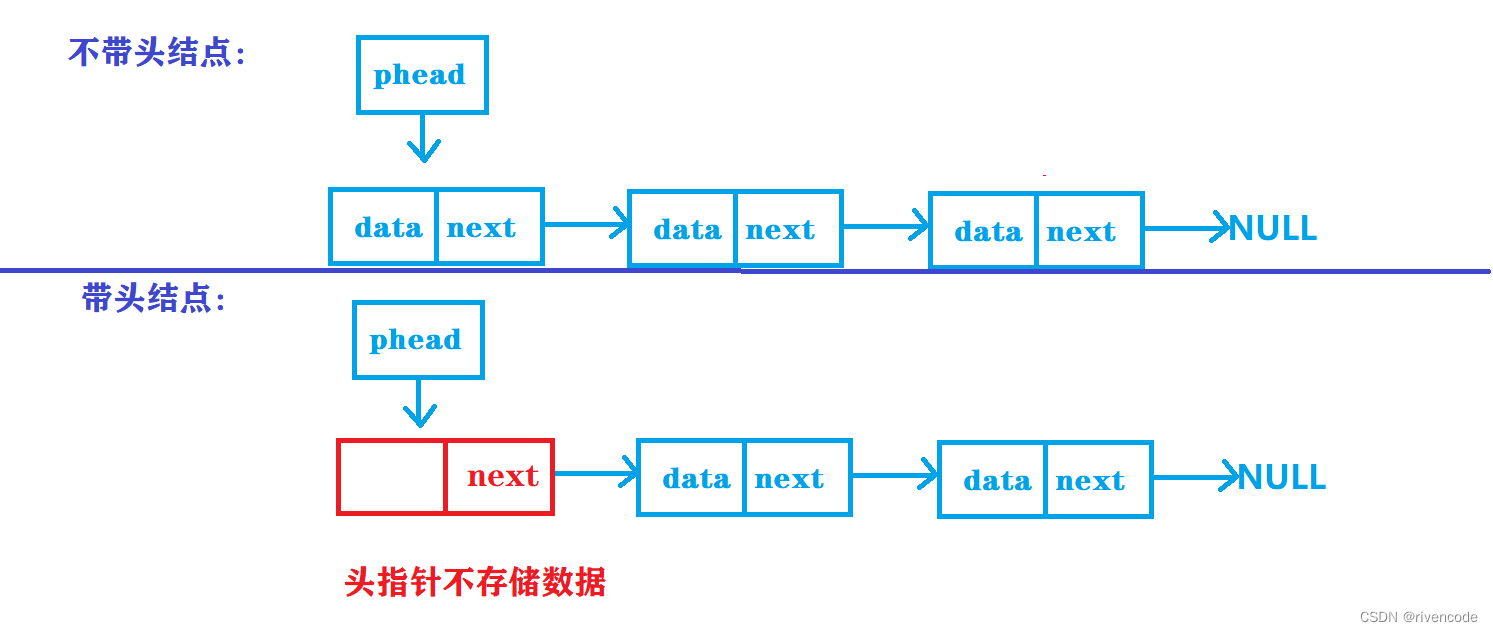 不带头结点:
phead
data next data next data next NULL
带头结点:
phead
next data next data next NULL
头指针不存储数据
CSDN @rivencode